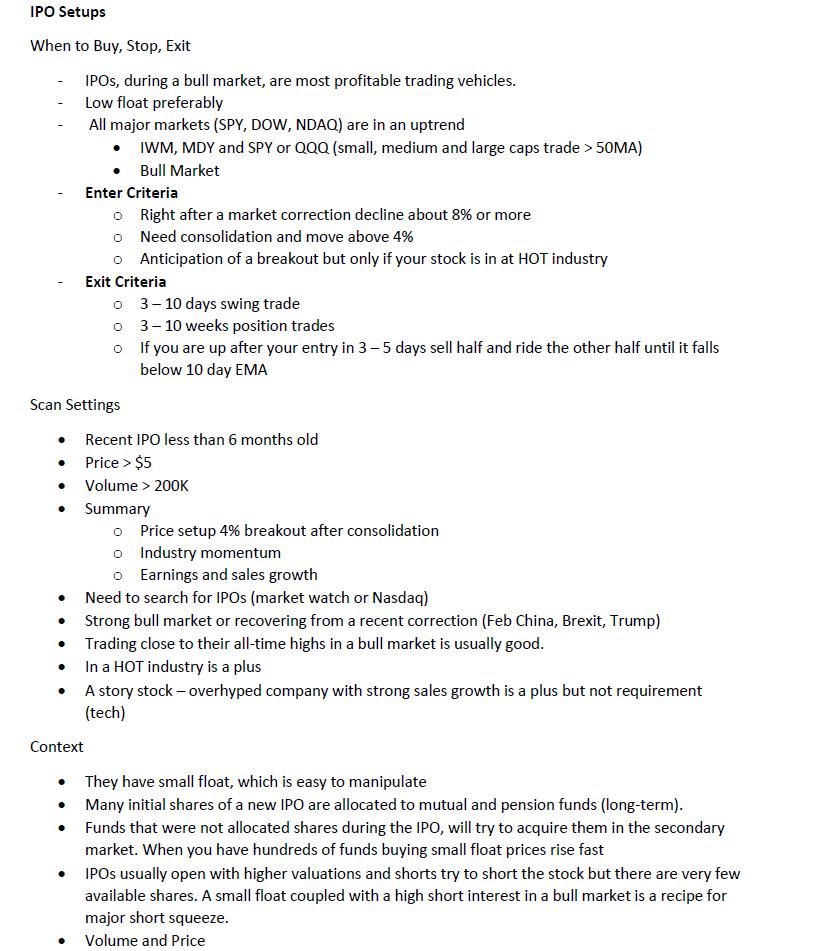 IPO Setups
When to Buy, Stop, Exit
- IPOs, during a bull market, are most profitable trading vehicles.
- Low float preferably
- All major markets (SPY, DOW, NDAQ) are in an uptrend
• IWM, MDY and SPY or QQQ (small, medium and large caps trade > 50MA)
• Bull Market
- Enter Criteria
o Right after a market correction decline about 8% or more
o Need consolidation and move above 4%
o Anticipation of a breakout but only if your stock is in at HOT industry
- Exit Criteria
o 3 – 10 days swing trade
o 3 – 10 weeks position trades
o If you are up after your entry in 3 – 5 days sell half and ride the other half until it falls
below 10 day EMA
Scan Settings
• Recent IPO less than 6 months old
• Price > $5
• Volume > 200K
• Summary
o Price setup 4% breakout after consolidation
o Industry momentum
o Earnings and sales growth
• Need to search for IPOs (market watch or Nasdaq)
• Strong bull market or recovering from a recent correction (Feb China, Brexit, Trump)
• Trading close to their all-time highs in a bull market is usually good.
• In a HOT industry is a plus
• A story stock – overhyped company with strong sales growth is a plus but not requirement
(tech)
Context
• They have small float, which is easy to manipulate
• Many initial shares of a new IPO are allocated to mutual and pension funds (long-term).
• Funds that were not allocated shares during the IPO, will try to acquire them in the secondary
market. When you have hundreds of funds buying small float prices rise fast
• IPOs usually open with higher valuations and shorts try to short the stock but there are very few
available shares. A small float coupled with a high short interest in a bull market is a recipe for
major short squeeze.
• Volume and Price